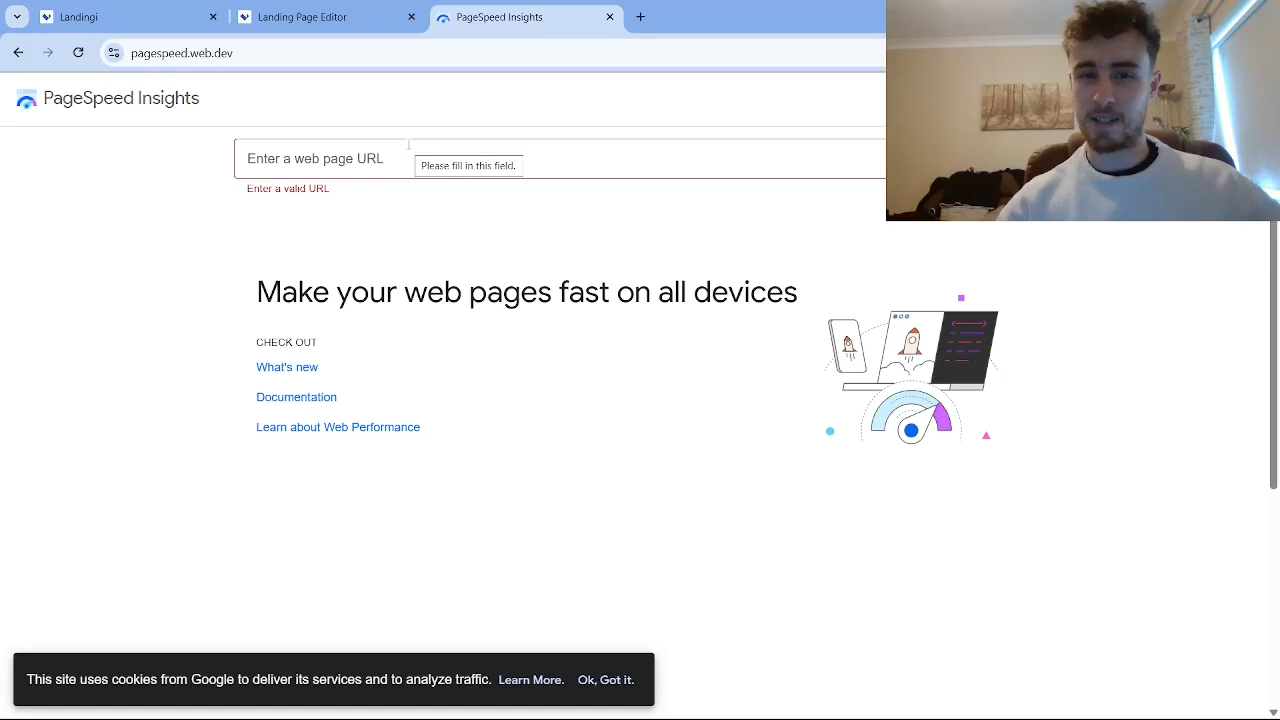 Landingi
Landing Page Editor
PageSpeed Insights
pagespeed.web.dev
PageSpeed Insights
Enter a web page URL
Please fill in this field.
Enter a valid URL
Make your web pages fast on all devices
CHECK OUT
What's new
Documentation
Learn about Web Performance
This site uses cookies from Google to deliver its services and to analyze traffic. Learn More. Ok, Got it.